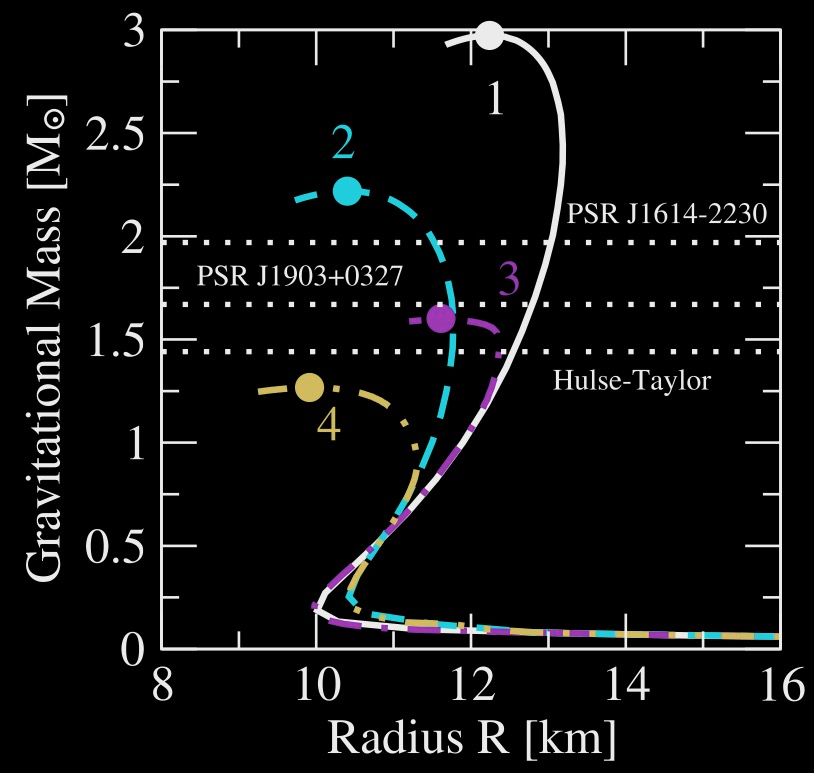 3
2.5
2
1.5
1
0.5
0
Gravitational Mass [M⊙]
1
2
PSR J1614-2230
PSR J1903+0327
3
Hulse-Taylor
4
8 10 12 14 16
Radius R [km]